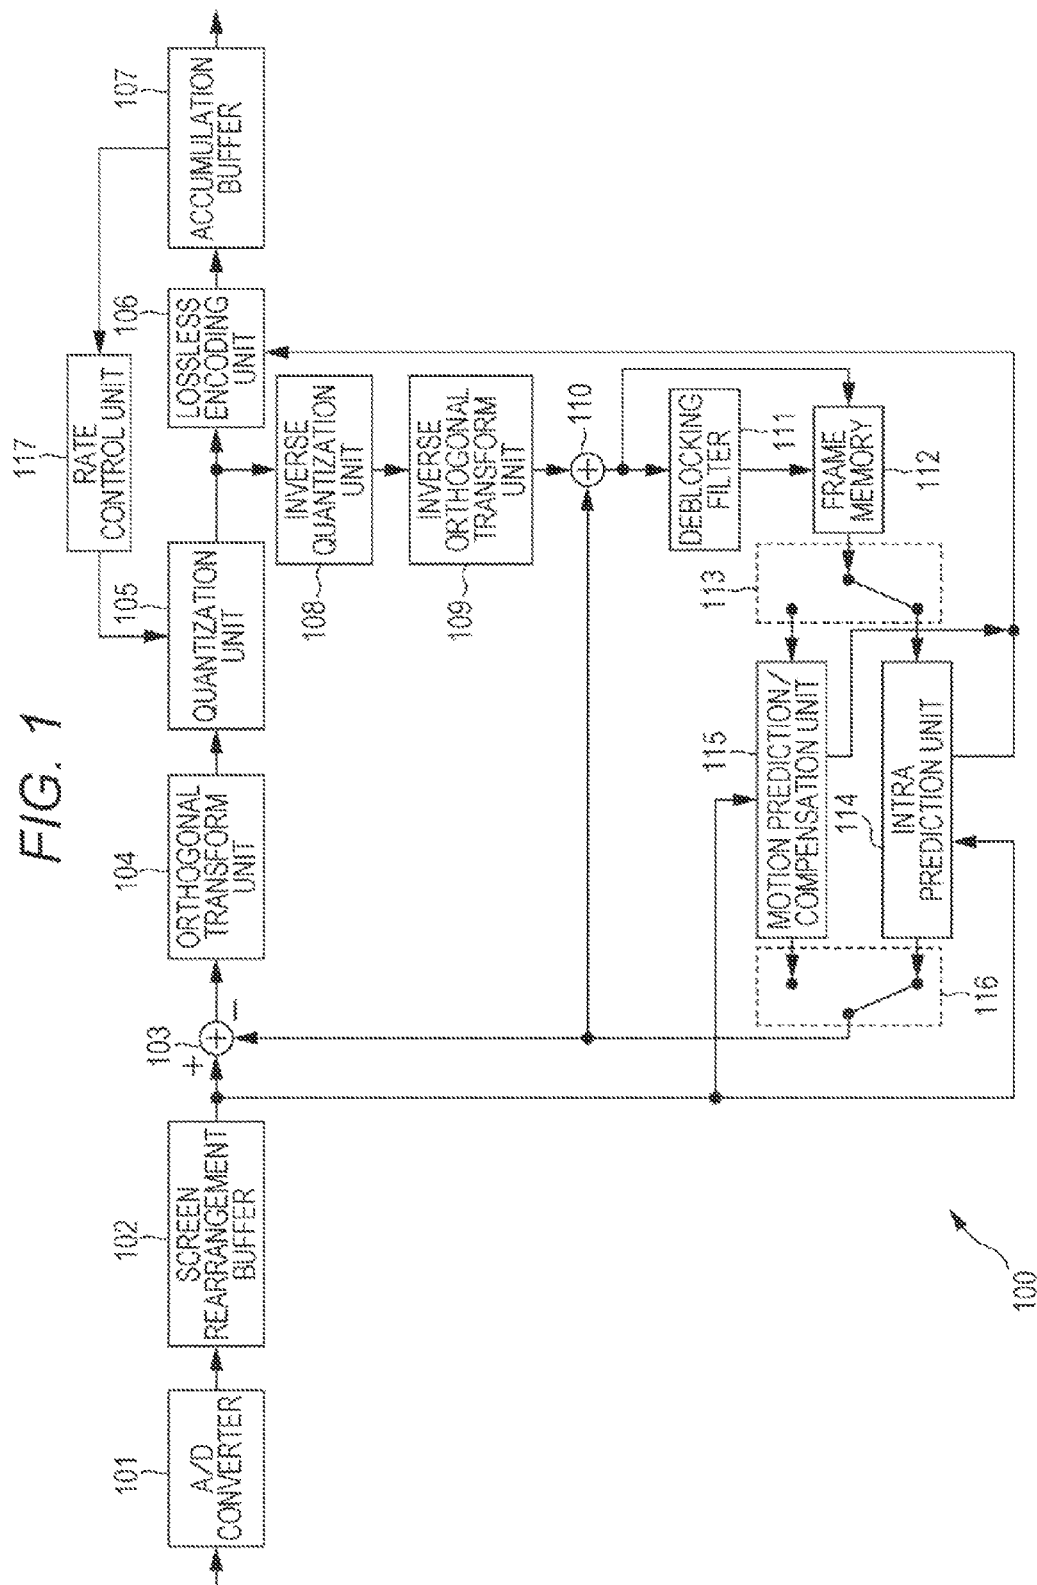 FIG. 1
117
RATE
CONTROL UNIT
101
A/D
CONVERTER
102
SCREEN
REARRANGEMENT
BUFFER
103
+
+
−
104
ORTHOGONAL
TRANSFORM
UNIT
105
QUANTIZATION
UNIT
106
LOSSLESS
ENCODING
UNIT
107
ACCUMULATION
BUFFER
108
INVERSE
QUANTIZATION
UNIT
109
INVERSE
ORTHOGONAL
TRANSFORM
UNIT
110
+
DEBLOCKING
FILTER
111
FRAME
MEMORY
112
113
115
MOTION PREDICTION/
COMPENSATION UNIT
114
INTRA
PREDICTION UNIT
116
100